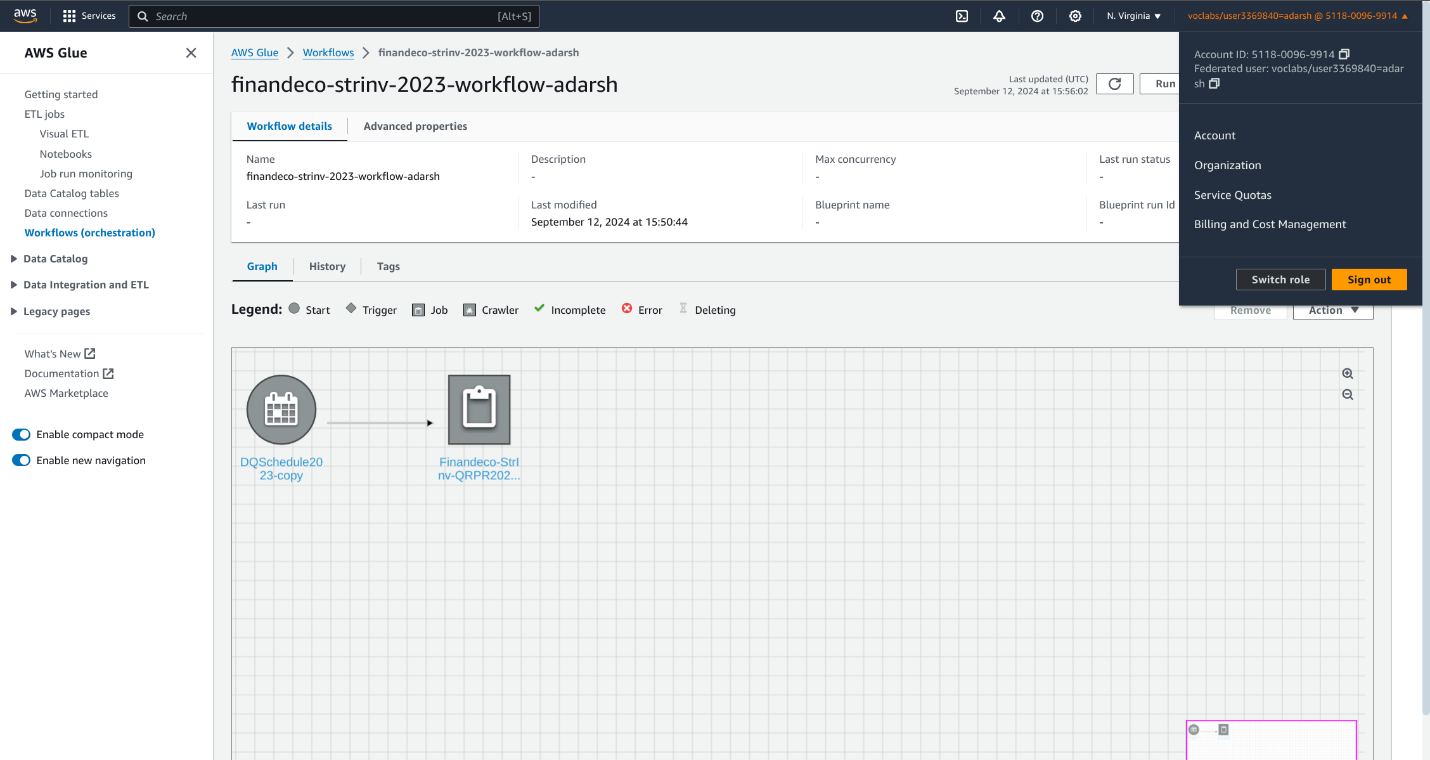 aws
Services
Search
[Alt+S]
N. Virginia
voclabs/user3369840=adarsh @ 5118-0096-9914
Account ID: 5118-0096-9914
Federated user: voclabs/user3369840=adar
sh
Account
Organization
Service Quotas
Billing and Cost Management
Switch role
Sign out
AWS Glue
Getting started
ETL jobs
Visual ETL
Notebooks
Job run monitoring
Data Catalog tables
Data connections
Workflows (orchestration)
Data Catalog
Data Integration and ETL
Legacy pages
What's New
Documentation
AWS Marketplace
Enable compact mode
Enable new navigation
AWS Glue
Workflows
finandeco-strinv-2023-workflow-adarsh
finandeco-strinv-2023-workflow-adarsh
Last updated (UTC)
September 12, 2024 at 15:56:02
Run
Workflow details
Advanced properties
Name
finandeco-strinv-2023-workflow-adarsh
Description
-
Max concurrency
-
Last run status
-
Last run
-
Last modified
September 12, 2024 at 15:50:44
Blueprint name
-
Blueprint run Id
-
Graph
History
Tags
Legend:
Start
Trigger
Job
Crawler
Incomplete
Error
Deleting
Remove
Action
DQSchedule20
23-copy
Finandeco-StrI
nv-QRPR202...